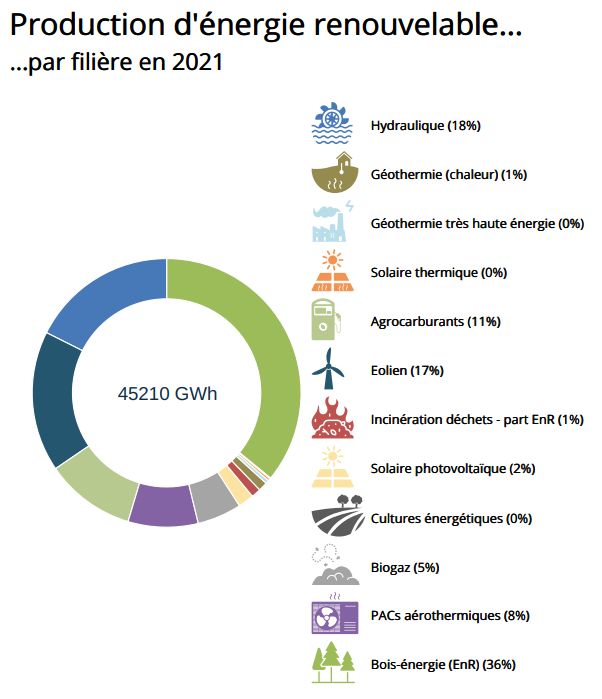 Production d'énergie renouvelable...
...par filière en 2021
Hydraulique (18%)
Géothermie (chaleur) (1%)
Géothermie très haute énergie (0%)
Solaire thermique (0%)
Agrocarburants (11%)
Eolien (17%)
Incinération déchets - part EnR (1%)
Solaire photovoltaïque (2%)
Cultures énergétiques (0%)
Biogaz (5%)
PACs aérothermiques (8%)
Bois-énergie (EnR) (36%)
45210 GWh